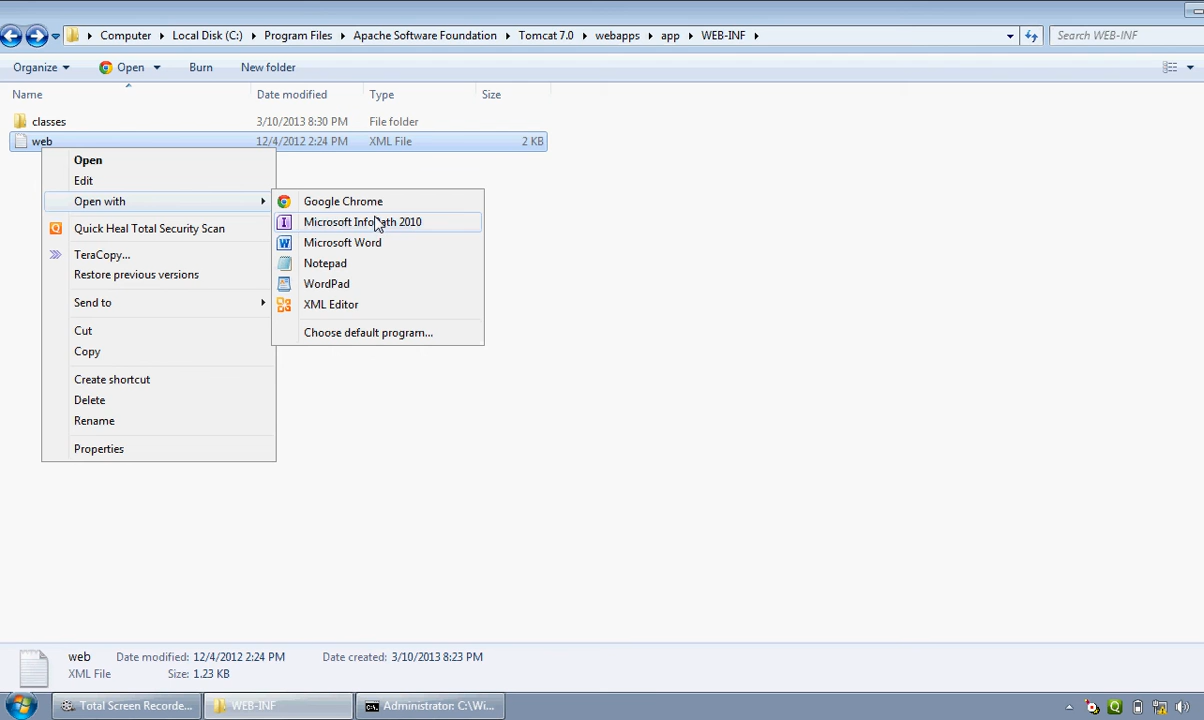 Computer Local Disk (C:) Program Files Apache Software Foundation Tomcat 7.0 webapps app WEB-INF
Search WEB-INF
Organize Open Burn New folder
Name Date modified Type Size
classes 3/10/2013 8:30 PM File folder
web 12/4/2012 2:24 PM XML File 2 KB
Open
Edit
Open with
Quick Heal Total Security Scan
TeraCopy...
Restore previous versions
Send to
Cut
Copy
Create shortcut
Delete
Rename
Properties
Google Chrome
Microsoft InfoPath 2010
Microsoft Word
Notepad
WordPad
XML Editor
Choose default program...
web Date modified: 12/4/2012 2:24 PM Date created: 3/10/2013 8:23 PM
XML File Size: 1.23 KB
Total Screen Recorde... WEB-INF Administrator: C:\Wi...